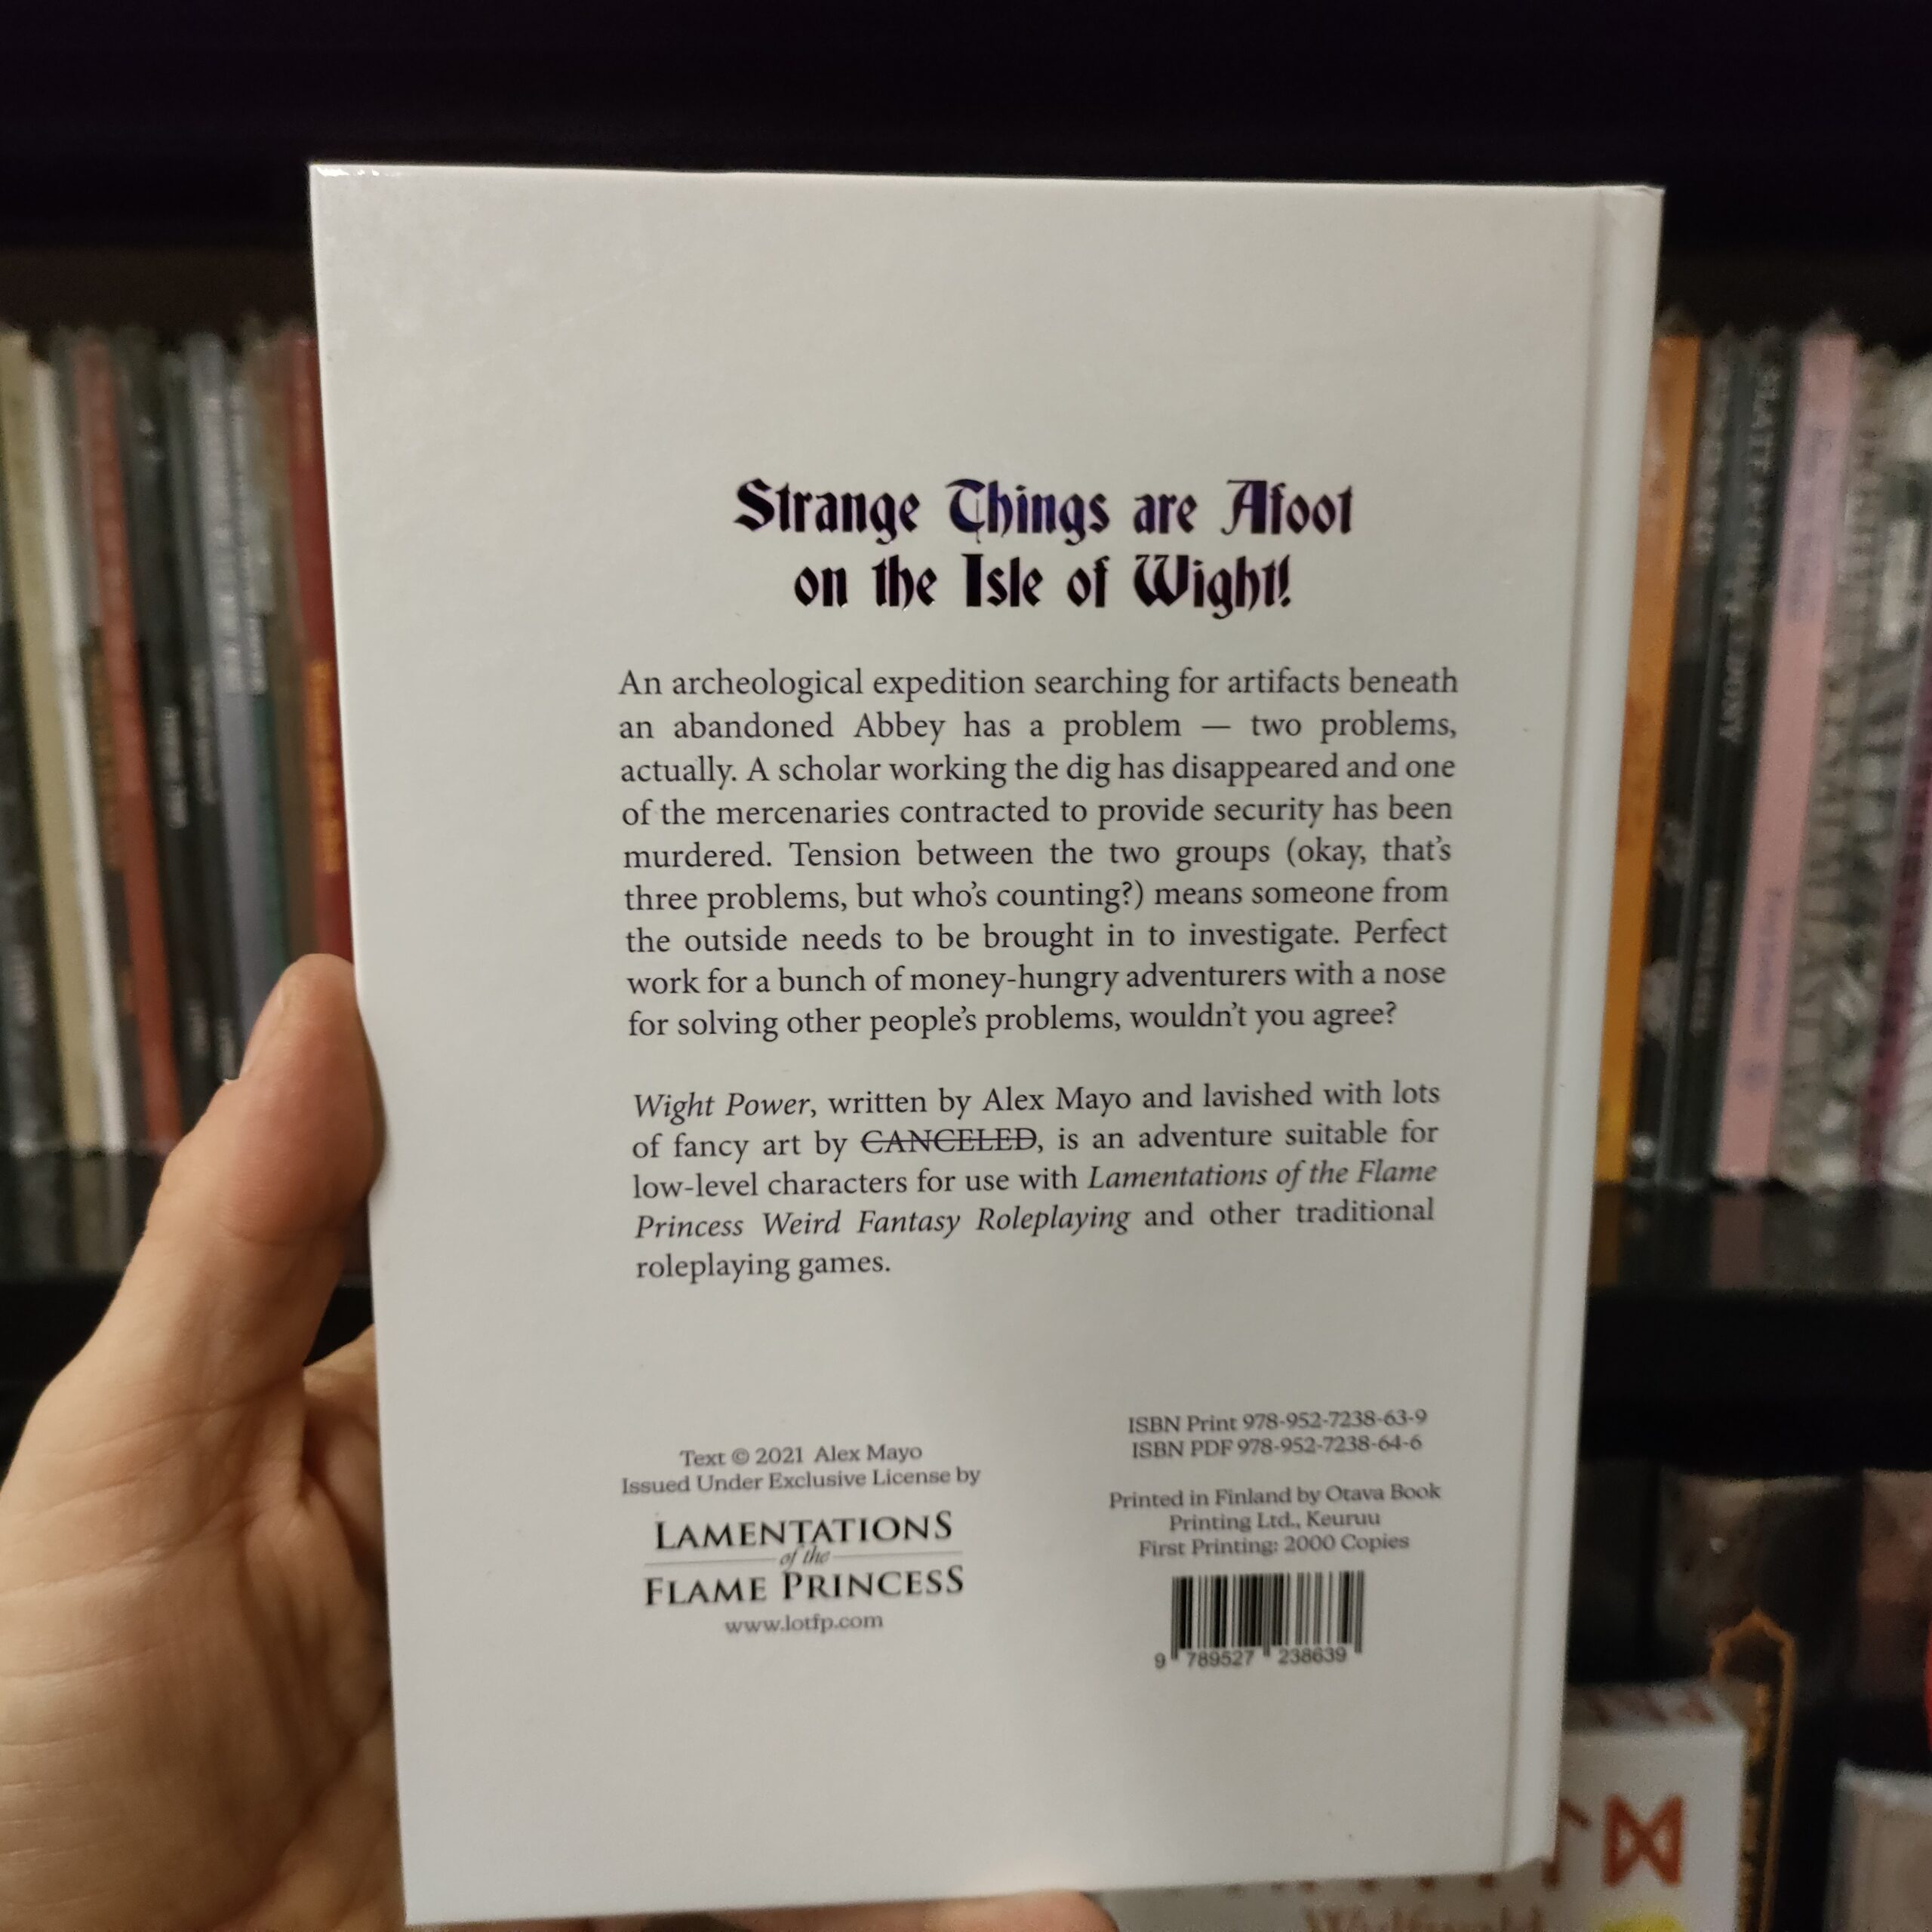 Strange Things are Afoot
on the Isle of Wight!
An archeological expedition searching for artifacts beneath
an abandoned Abbey has a problem — two problems,
actually. A scholar working the dig has disappeared and one
of the mercenaries contracted to provide security has been
murdered. Tension between the two groups (okay, that's
three problems, but who's counting?) means someone from
the outside needs to be brought in to investigate. Perfect
work for a bunch of money-hungry adventurers with a nose
for solving other people's problems, wouldn't you agree?
Wight Power, written by Alex Mayo and lavished with lots
of fancy art by CANCELED, is an adventure suitable for
low-level characters for use with Lamentations of the Flame
Princess Weird Fantasy Roleplaying and other traditional
roleplaying games.
Text © 2021 Alex Mayo
Issued Under Exclusive License by
LAMENTATIONS
of the
FLAME PRINCESS
www.lotfp.com
ISBN Print 978-952-7238-63-9
ISBN PDF 978-952-7238-64-6
Printed in Finland by Otava Book
Printing Ltd., Keuruu
First Printing: 2000 Copies
9 789527 238639